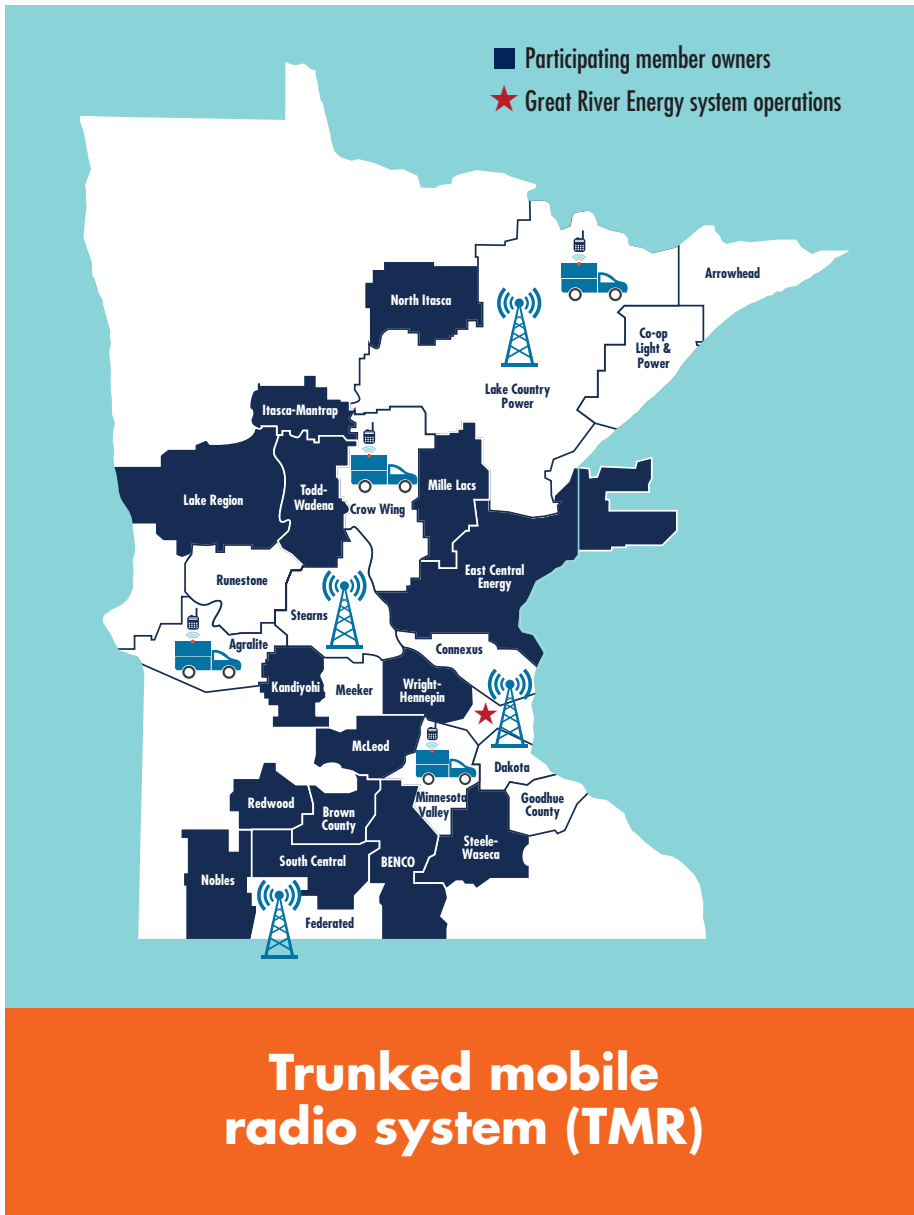 Participating member owners
Great River Energy system operations
Arrowhead
North Itasca
Co-op
Light &
Power
Lake Country
Power
Itasca-Mantrap
Lake Region
Todd-
Wadena
Crow Wing
Mille Lacs
East Central
Energy
Runestone
Stearns
Agralite
Connexus
Kandiyohi
Meeker
Wright-
Hennepin
McLeod
Dakota
Minnesota
Valley
Goodhue
County
Redwood
Brown
County
Steele-
Waseca
South Central
BENCO
Nobles
Federated
Trunked mobile
radio system (TMR)